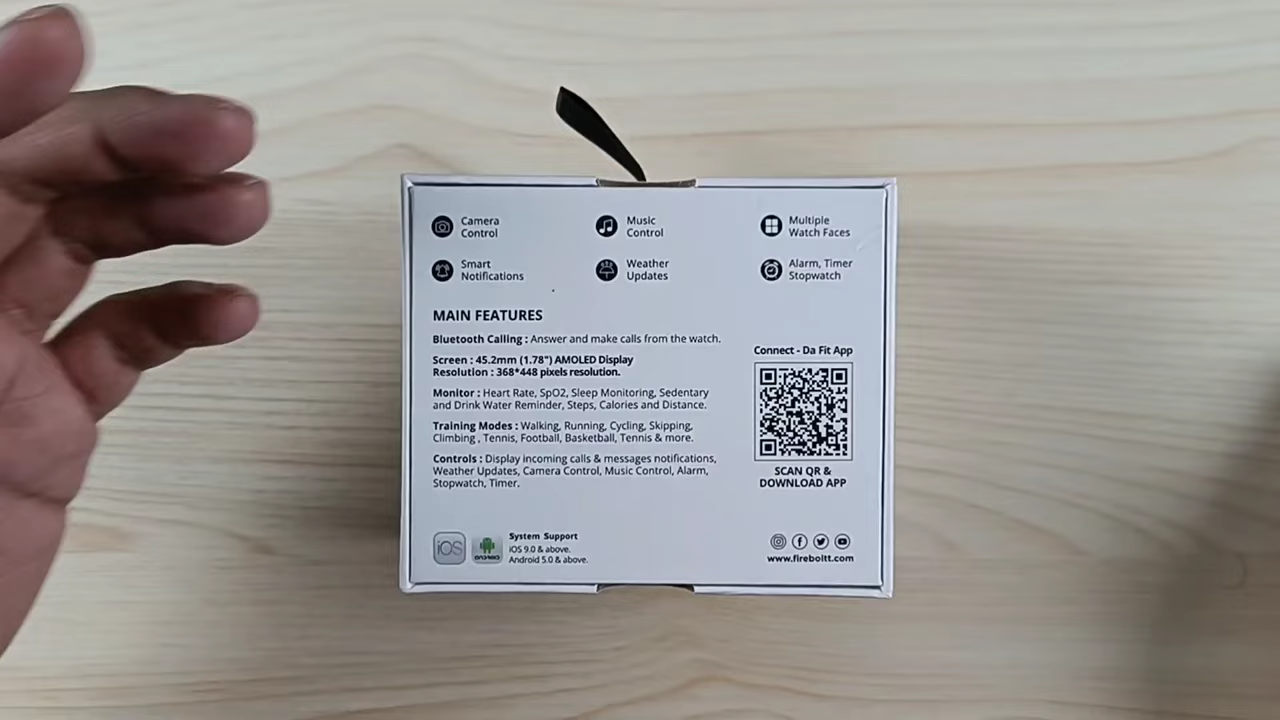 Camera
Control
Music
Control
Multiple
Watch Faces
Smart
Notifications
Weather
Updates
Alarm, Timer
Stopwatch
MAIN FEATURES
Bluetooth Calling : Answer and make calls from the watch.
Screen : 45.2mm (1.78") AMOLED Display
Resolution : 368*448 pixels resolution.
Monitor : Heart Rate, SpO2, Sleep Monitoring, Sedentary
and Drink Water Reminder, Steps, Calories and Distance.
Training Modes : Walking, Running, Cycling, Skipping,
Climbing , Tennis, Football, Basketball, Tennis & more.
Controls : Display incoming calls & messages notifications,
Weather Updates, Camera Control, Music Control, Alarm,
Stopwatch, Timer.
Connect - Da Fit App
SCAN QR &
DOWNLOAD APP
iOS
ANDROID
System Support
iOS 9.0 & above.
Android 5.0 & above.
www.fireboltt.com